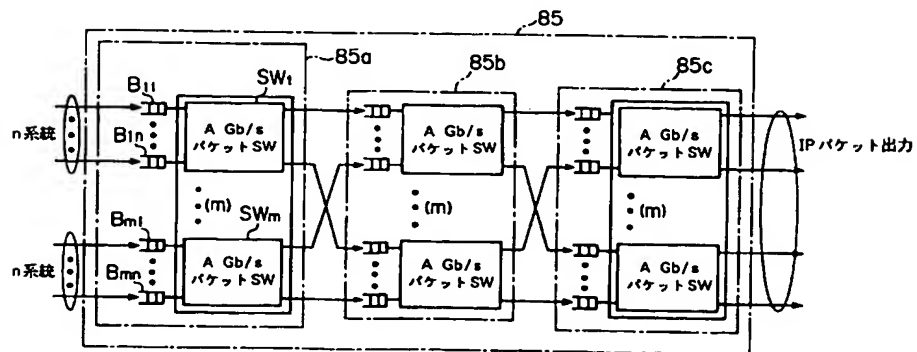 85
85a
85b
85c
SW1
B11
n系統
A Gb/s
パケットSW
B1n
(m)
SWm
Bm1
n系統
A Gb/s
パケットSW
Bmn
A Gb/s
パケットSW
(m)
A Gb/s
パケットSW
A Gb/s
パケットSW
(m)
A Gb/s
パケットSW
IPパケット出力